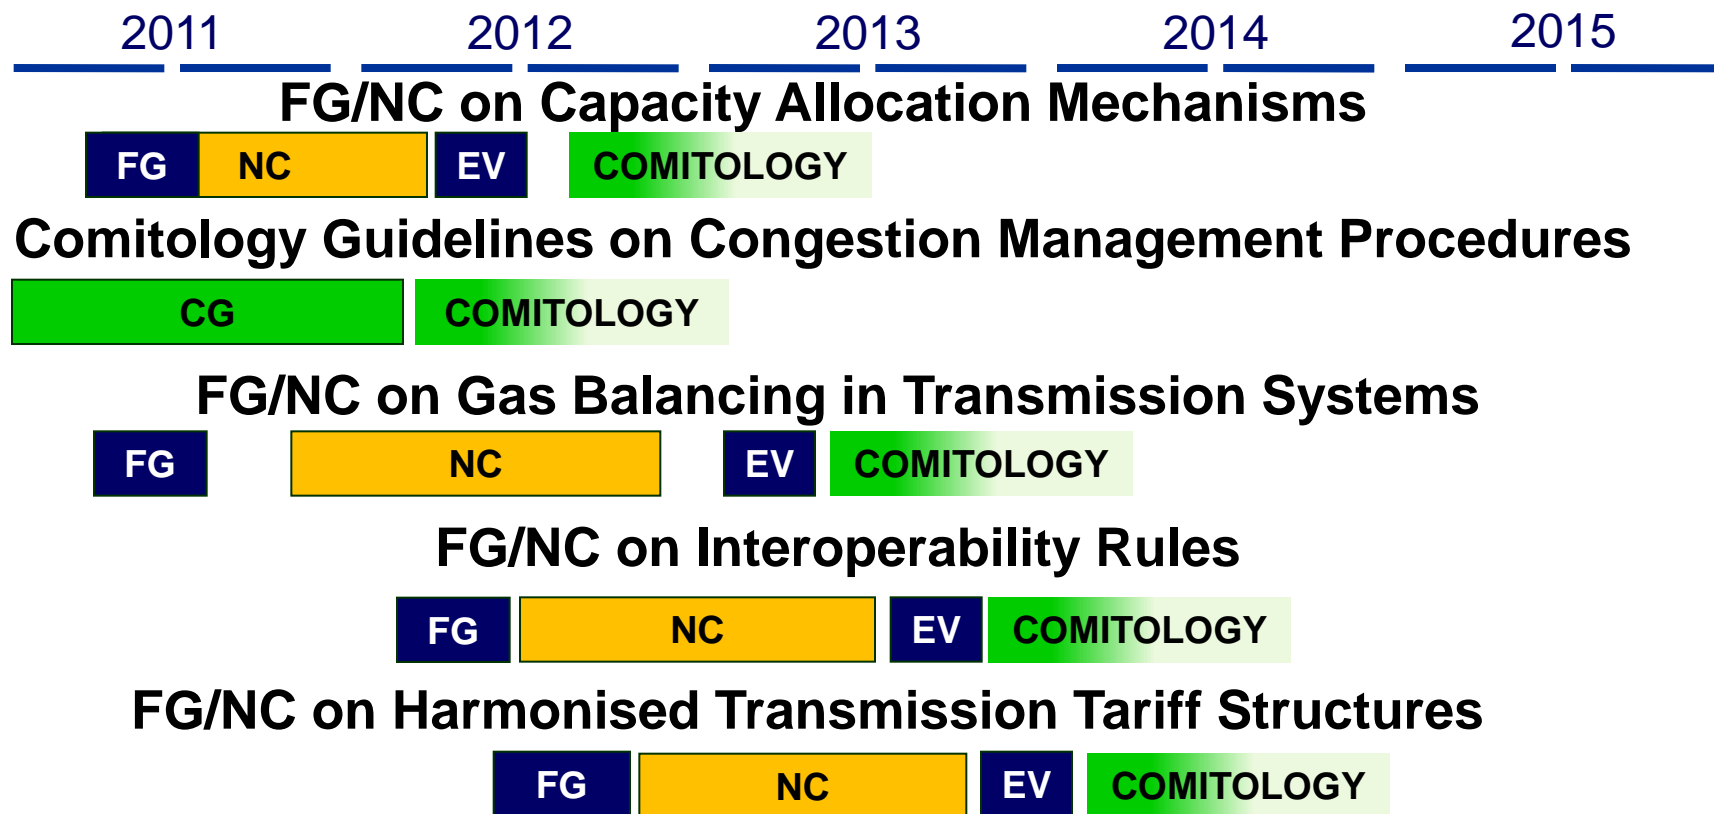 2011 2012 2013 2014 2015
FG/NC on Capacity Allocation Mechanisms
FG NC EV COMITOLOGY
Comitology Guidelines on Congestion Management Procedures
CG COMITOLOGY
FG/NC on Gas Balancing in Transmission Systems
FG NC EV COMITOLOGY
FG/NC on Interoperability Rules
FG NC EV COMITOLOGY
FG/NC on Harmonised Transmission Tariff Structures
FG NC EV COMITOLOGY